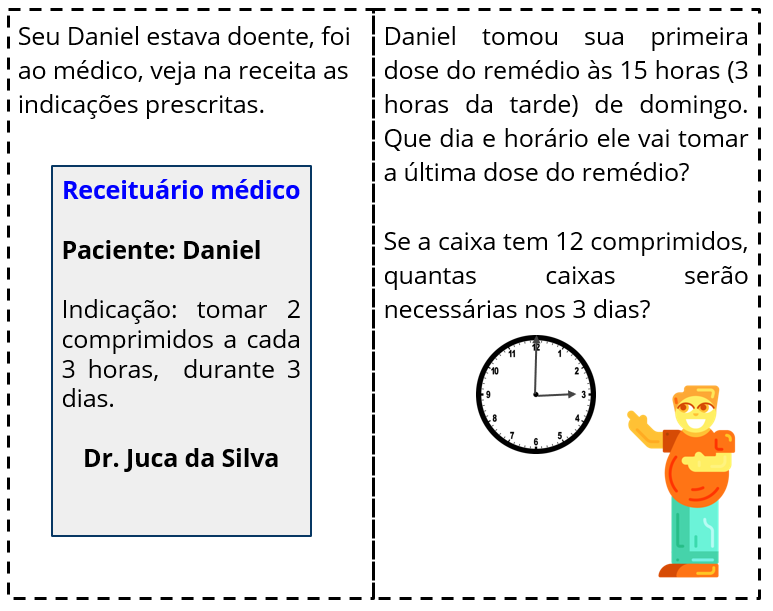 Seu Daniel estava doente, foi
ao médico, veja na receita as
indicações prescritas.
Receituário médico
Paciente: Daniel
Indicação: tomar 2
comprimidos a cada
3 horas, durante 3
dias.
Dr. Juca da Silva
Daniel tomou sua primeira
dose do remédio às 15 horas (3
horas da tarde) de domingo.
Que dia e horário ele vai tomar
a última dose do remédio?
Se a caixa tem 12 comprimidos,
quantas caixas serão
necessárias nos 3 dias?
12
1
2
3
4
5
6
7
8
9
10
11